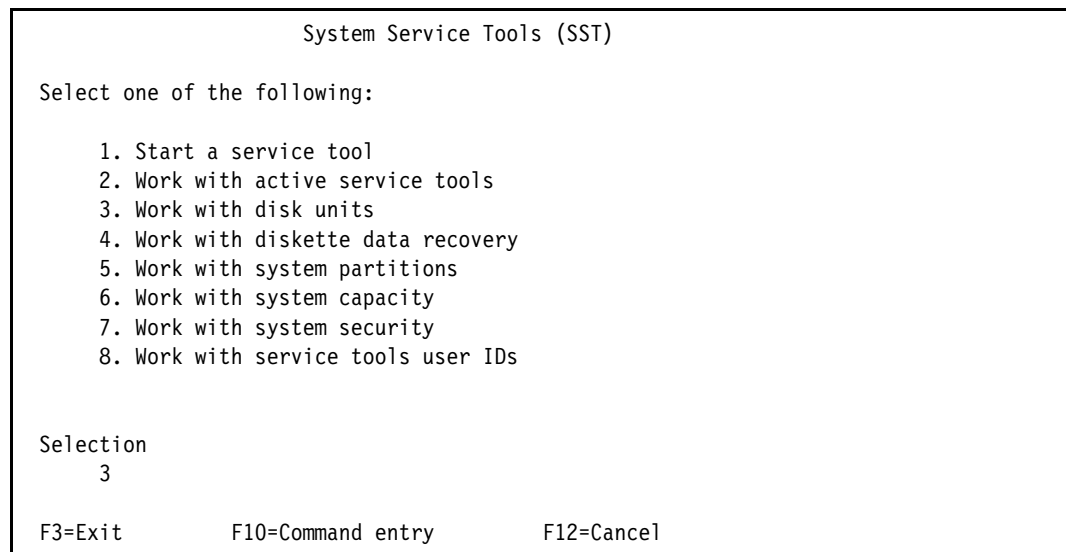 System Service Tools (SST)
Select one of the following:
1. Start a service tool
2. Work with active service tools
3. Work with disk units
4. Work with diskette data recovery
5. Work with system partitions
6. Work with system capacity
7. Work with system security
8. Work with service tools user IDs
Selection
3
F3=Exit F10=Command entry F12=Cancel